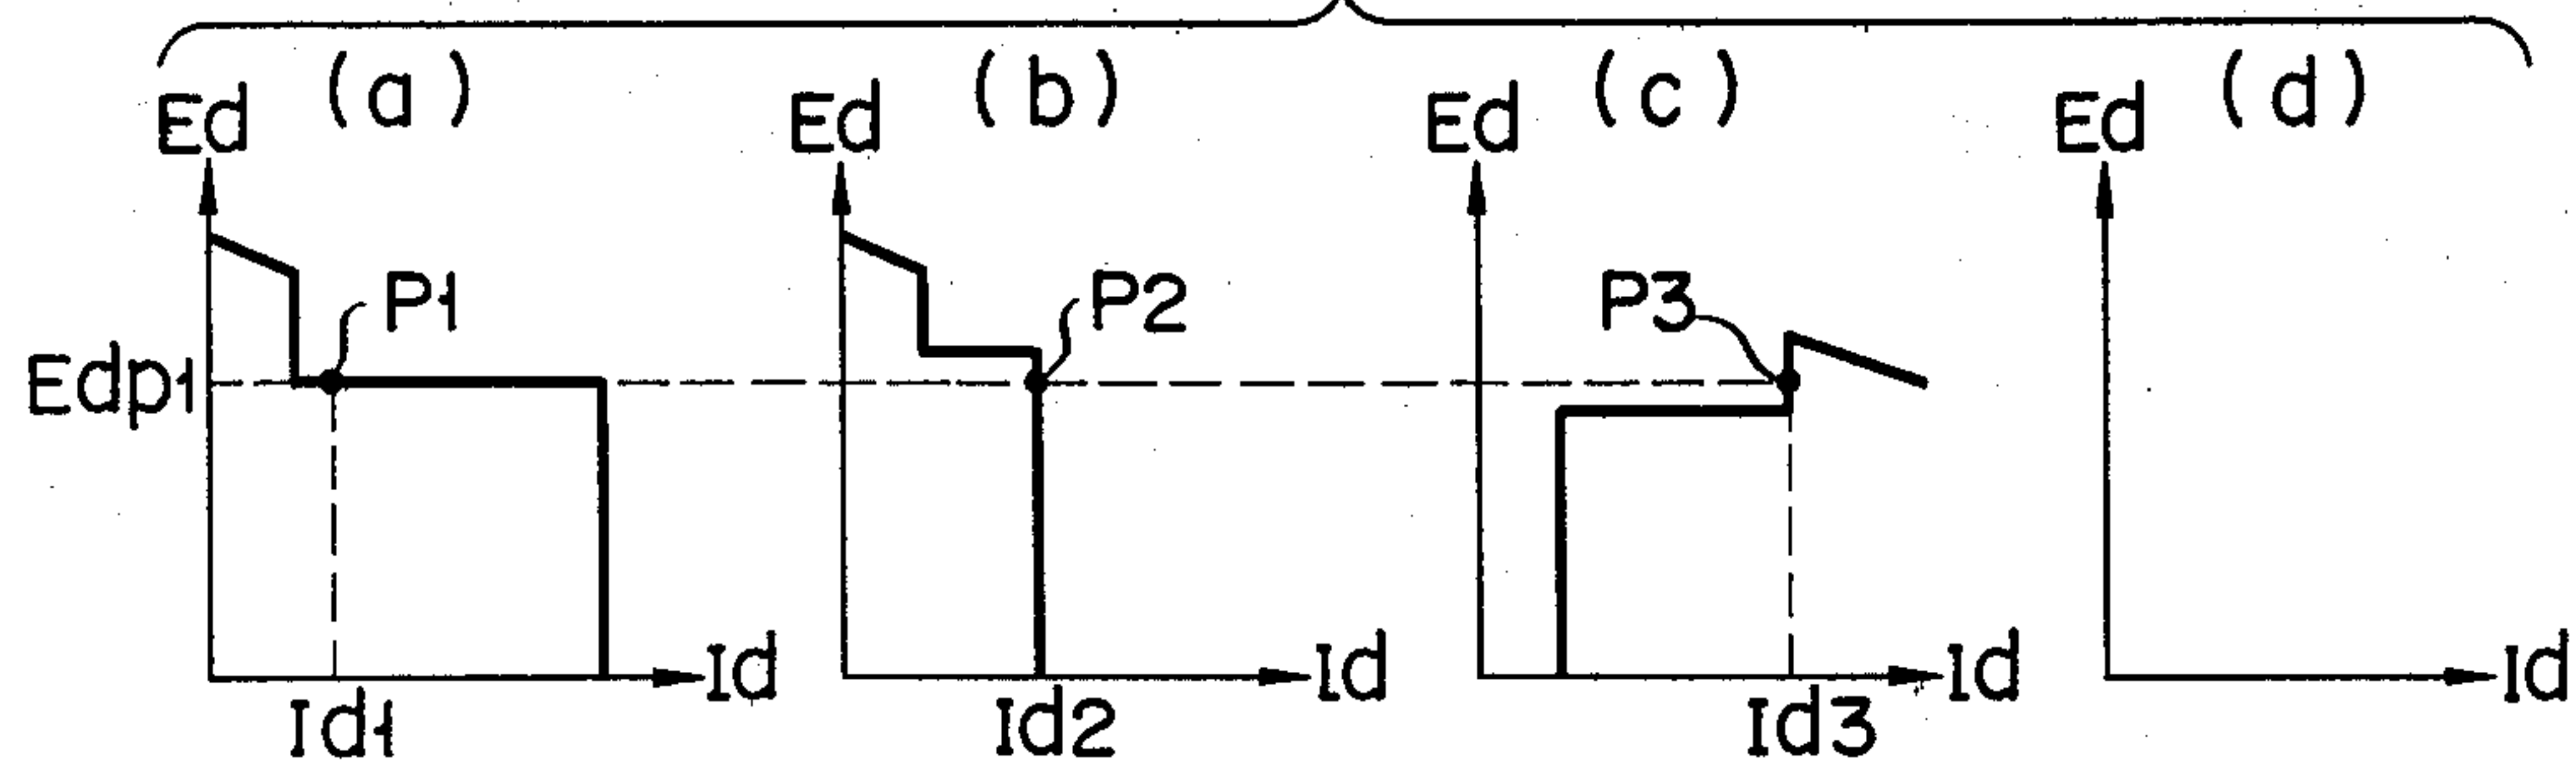 (a) (b) (c) (d)
Ed Ed Ed Ed
P1 P2 P3
Edp1
Id Id Id Id
Id1 Id2 Id3